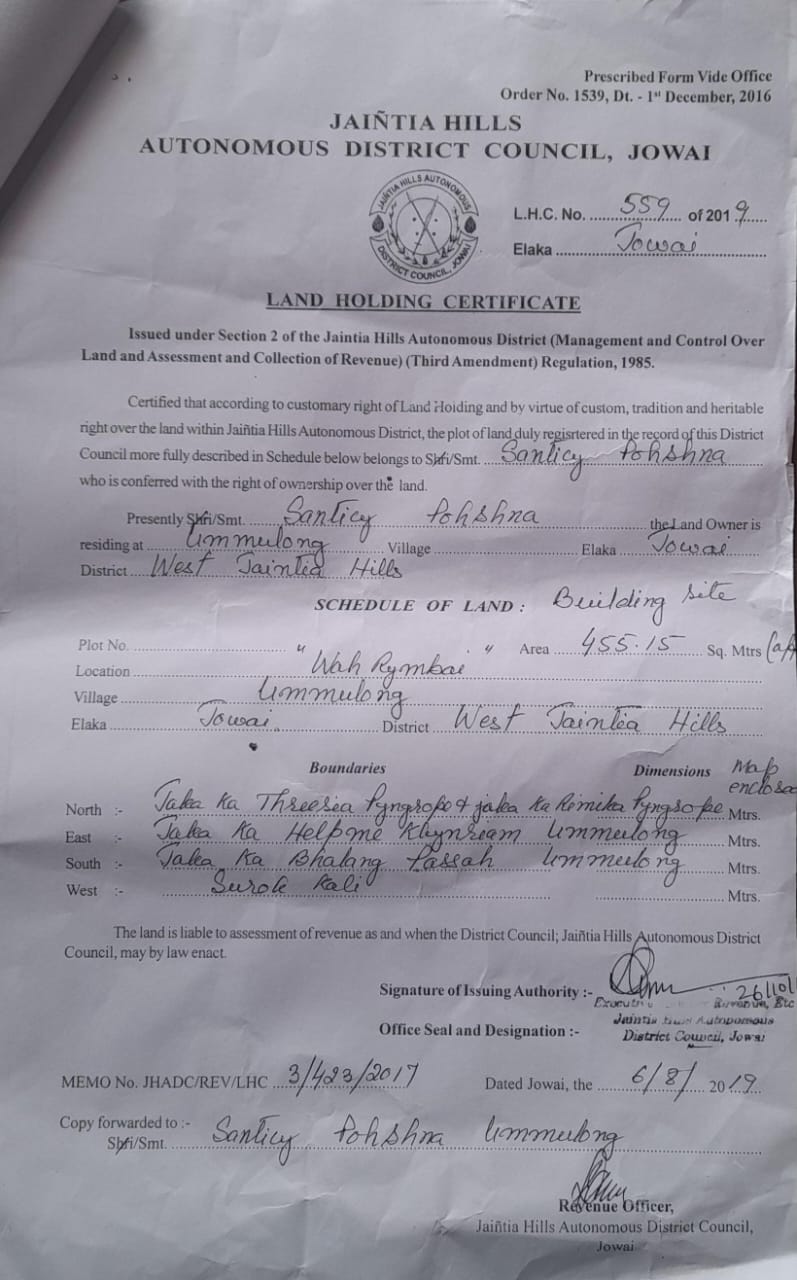 Prescribed Form Vide Office
Order No. 1539, Dt. - 1st December, 2016
JAIÑTIA HILLS
AUTONOMOUS DISTRICT COUNCIL, JOWAI
JAIÑTIA HILLS AUTONOMOUS
DISTRICT COUNCIL, JOWAI
L.H.C. No. 559 of 2019
Elaka Jowai
LAND HOLDING CERTIFICATE
Issued under Section 2 of the Jaintia Hills Autonomous District (Management and Control Over
Land and Assessment and Collection of Revenue) (Third Amendment) Regulation, 1985.
Certified that according to customary right of Land Hoiding and by virtue of custom, tradition and heritable
right over the land within Jaiñtia Hills Autonomous District, the plot of land duly regisrtered in the record of this District
Council more fully described in Schedule below belongs to Shri/Smt. Santicy Pohshna
who is conferred with the right of ownership over the land.
Presently Shri/Smt. Santicy Pohshna the Land Owner is
residing at Ummulong Village Elaka Jowai
District West Jaintia Hills
SCHEDULE OF LAND : Building site
Plot No. " " Area 455.15 Sq. Mtrs
Location Wah Rymbai
Village Ummulong
Elaka Jowai District West Jaintia Hills
Boundaries Dimensions Map
North :- Jaka Ka Threesia Pyngrope & jaka Ka Rimika Pyngrope Mtrs.
East :- Jaka Ka Helpme Khynriam Ummulong Mtrs.
South :- Jaka Ka Bhalang Passah Ummulong Mtrs.
West :- Surok Kali Mtrs.
The land is liable to assessment of revenue as and when the District Council; Jaiñtia Hills Autonomous District
Council, may by law enact.
Signature of Issuing Authority :-
Revenue, Etc
Office Seal and Designation :- Jaintia Hills Autonomous
District Council, Jowai
MEMO No. JHADC/REV/LHC 3/423/2017 Dated Jowai, the 6/8/2019
Copy forwarded to :-
Shri/Smt. Santicy Pohshna Ummulong
Revenue Officer,
Jaiñtia Hills Autonomous District Council,
Jowai